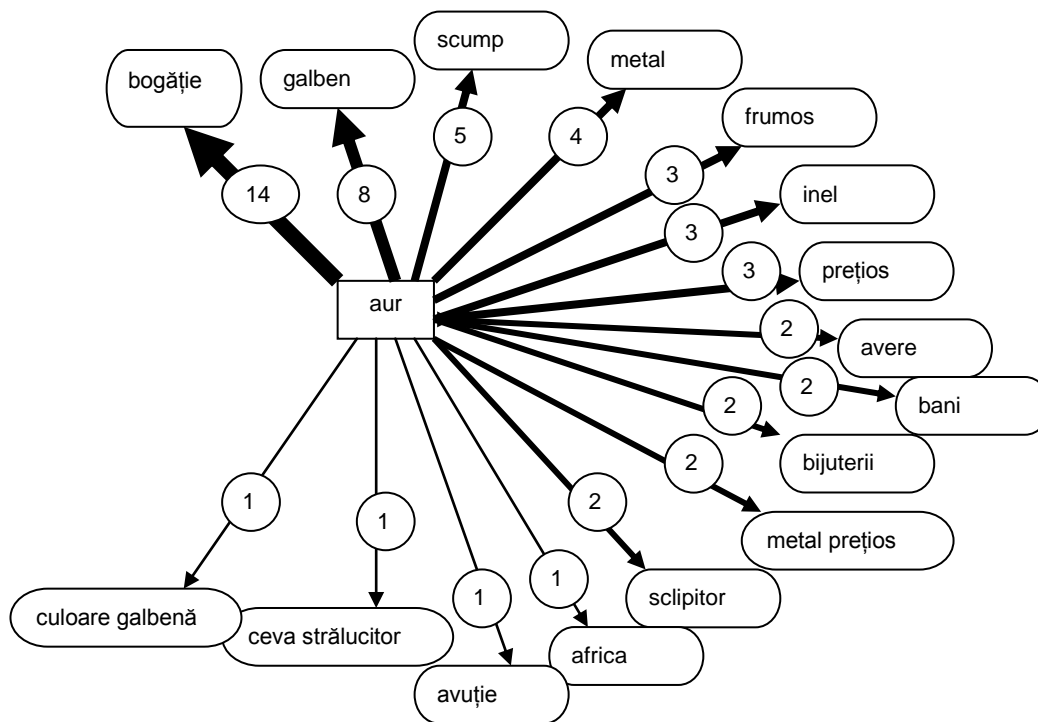 scump
metal
bogăție
galben
frumos
5
4
3
14
8
inel
3
3
prețios
aur
2
avere
2
bani
2
bijuterii
2
metal prețios
1
1
2
1
1
sclipitor
culoare galbenă
ceva strălucitor
africa
avuție